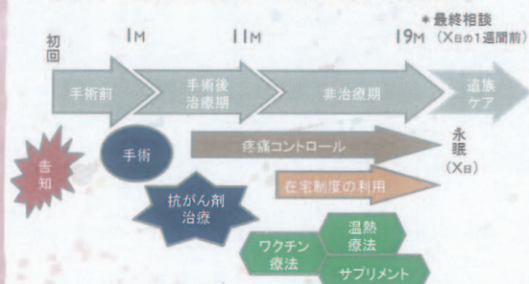 *最終相談
初回
1M
11M
19M
(X日の1週間前)
手術前
手術後
治療期
非治療期
遺族
ケア
告知
手術
疼痛コントロール
永眠
(X日)
抗がん剤
治療
在宅制度の利用
ワクチン
療法
温熱
療法
サプリメント